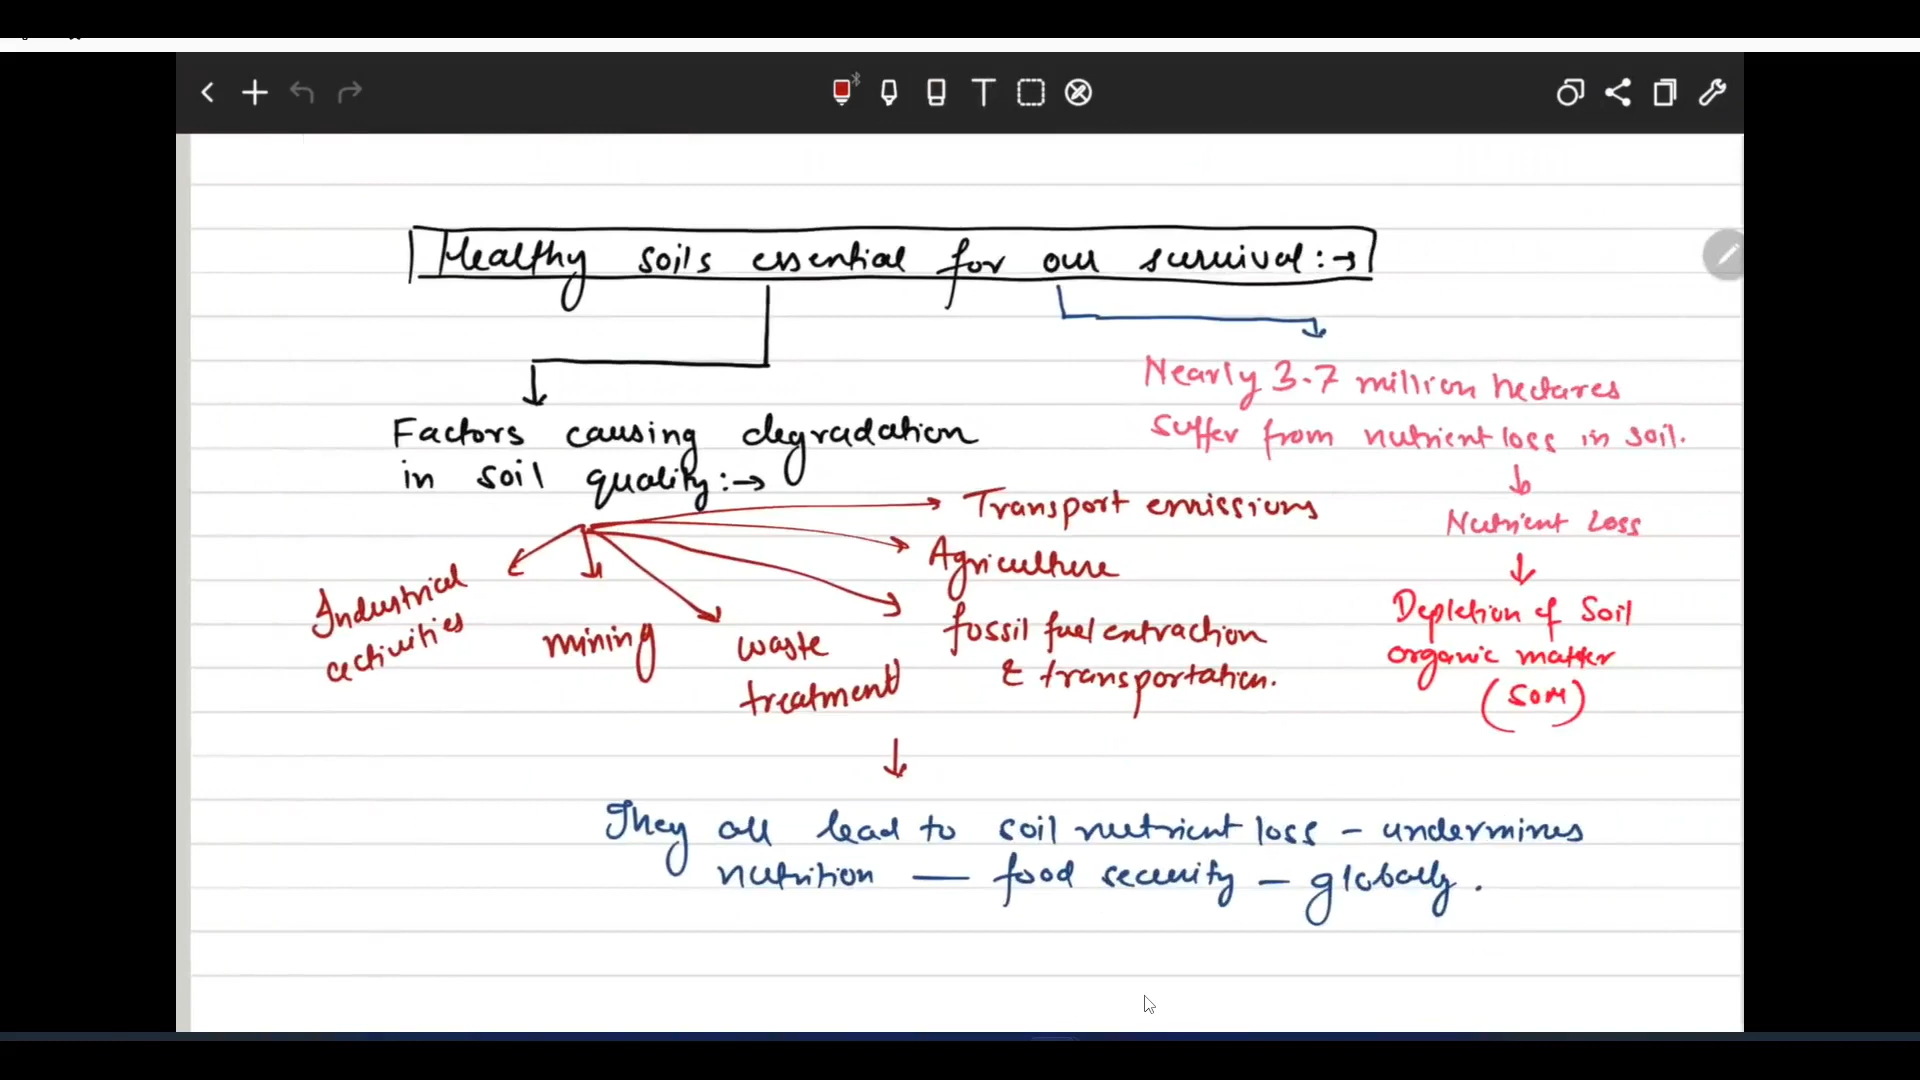 Healthy soils essential for our survival:→
Nearly 3.7 million hectares
suffer from nutrient loss in soil.
↓
Nutrient Loss
↓
Depletion of Soil
organic matter
(SOM)
Factors causing degradation
in soil quality:→
Transport emissions
Agriculture
fossil fuel extraction
& transportation.
Industrial
activities
mining
waste
treatment
↓
They all lead to soil nutrient loss – undermines
nutrition — food security – globally.